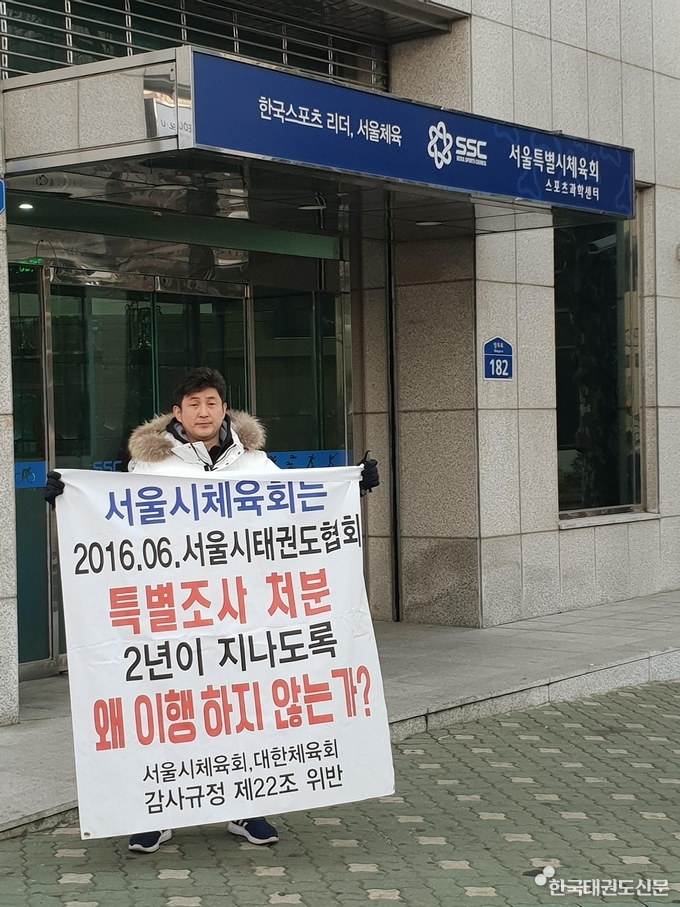 한국스포츠 리더, 서울체육
SSC
SEOUL SPORTS COUNCIL
서울특별시체육회
스포츠과학센터
182
서울시체육회는
2016.06.서울시태권도협회
특별조사 처분
2년이 지나도록
왜 이행 하지 않는가?
서울시체육회,대한체육회
감사규정 제22조 위반
한국태권도신문